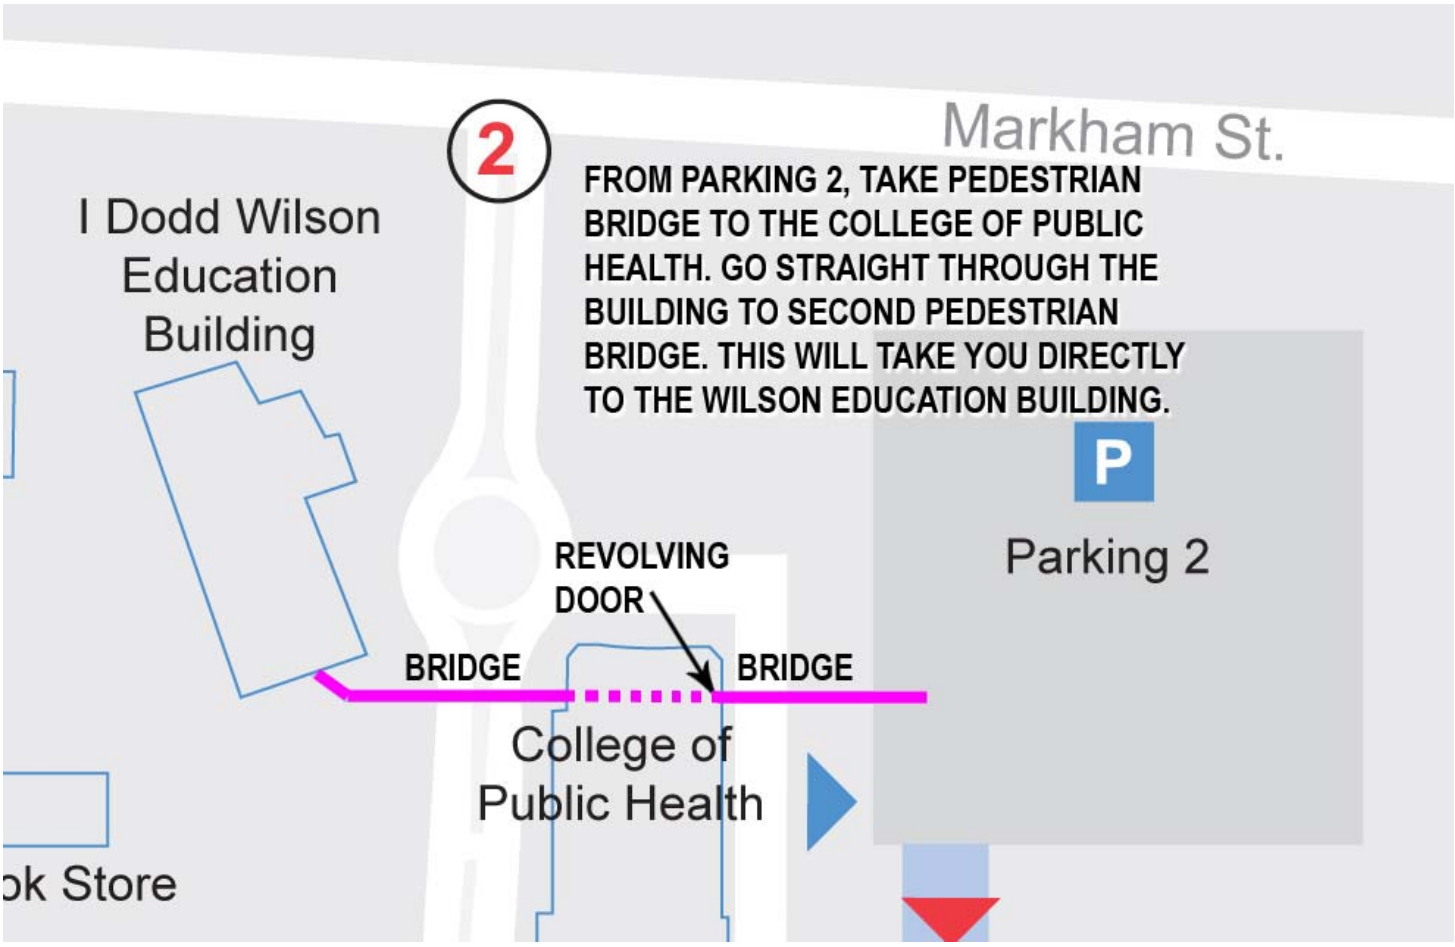 Markham St.
2
FROM PARKING 2, TAKE PEDESTRIAN
BRIDGE TO THE COLLEGE OF PUBLIC
HEALTH. GO STRAIGHT THROUGH THE
BUILDING TO SECOND PEDESTRIAN
BRIDGE. THIS WILL TAKE YOU DIRECTLY
TO THE WILSON EDUCATION BUILDING.
I Dodd Wilson
Education
Building
P
Parking 2
REVOLVING
DOOR
BRIDGE
BRIDGE
College of
Public Health
ok Store